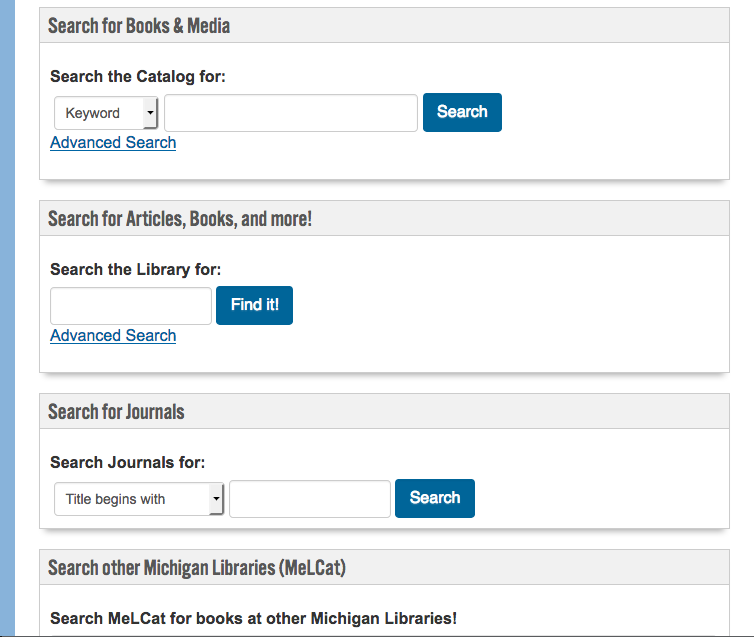 Search for Books & Media
Search the Catalog for:
Keyword Search
Advanced Search
Search for Articles, Books, and more!
Search the Library for:
Find it!
Advanced Search
Search for Journals
Search Journals for:
Title begins with Search
Search other Michigan Libraries (MeLCat)
Search MeLCat for books at other Michigan Libraries!